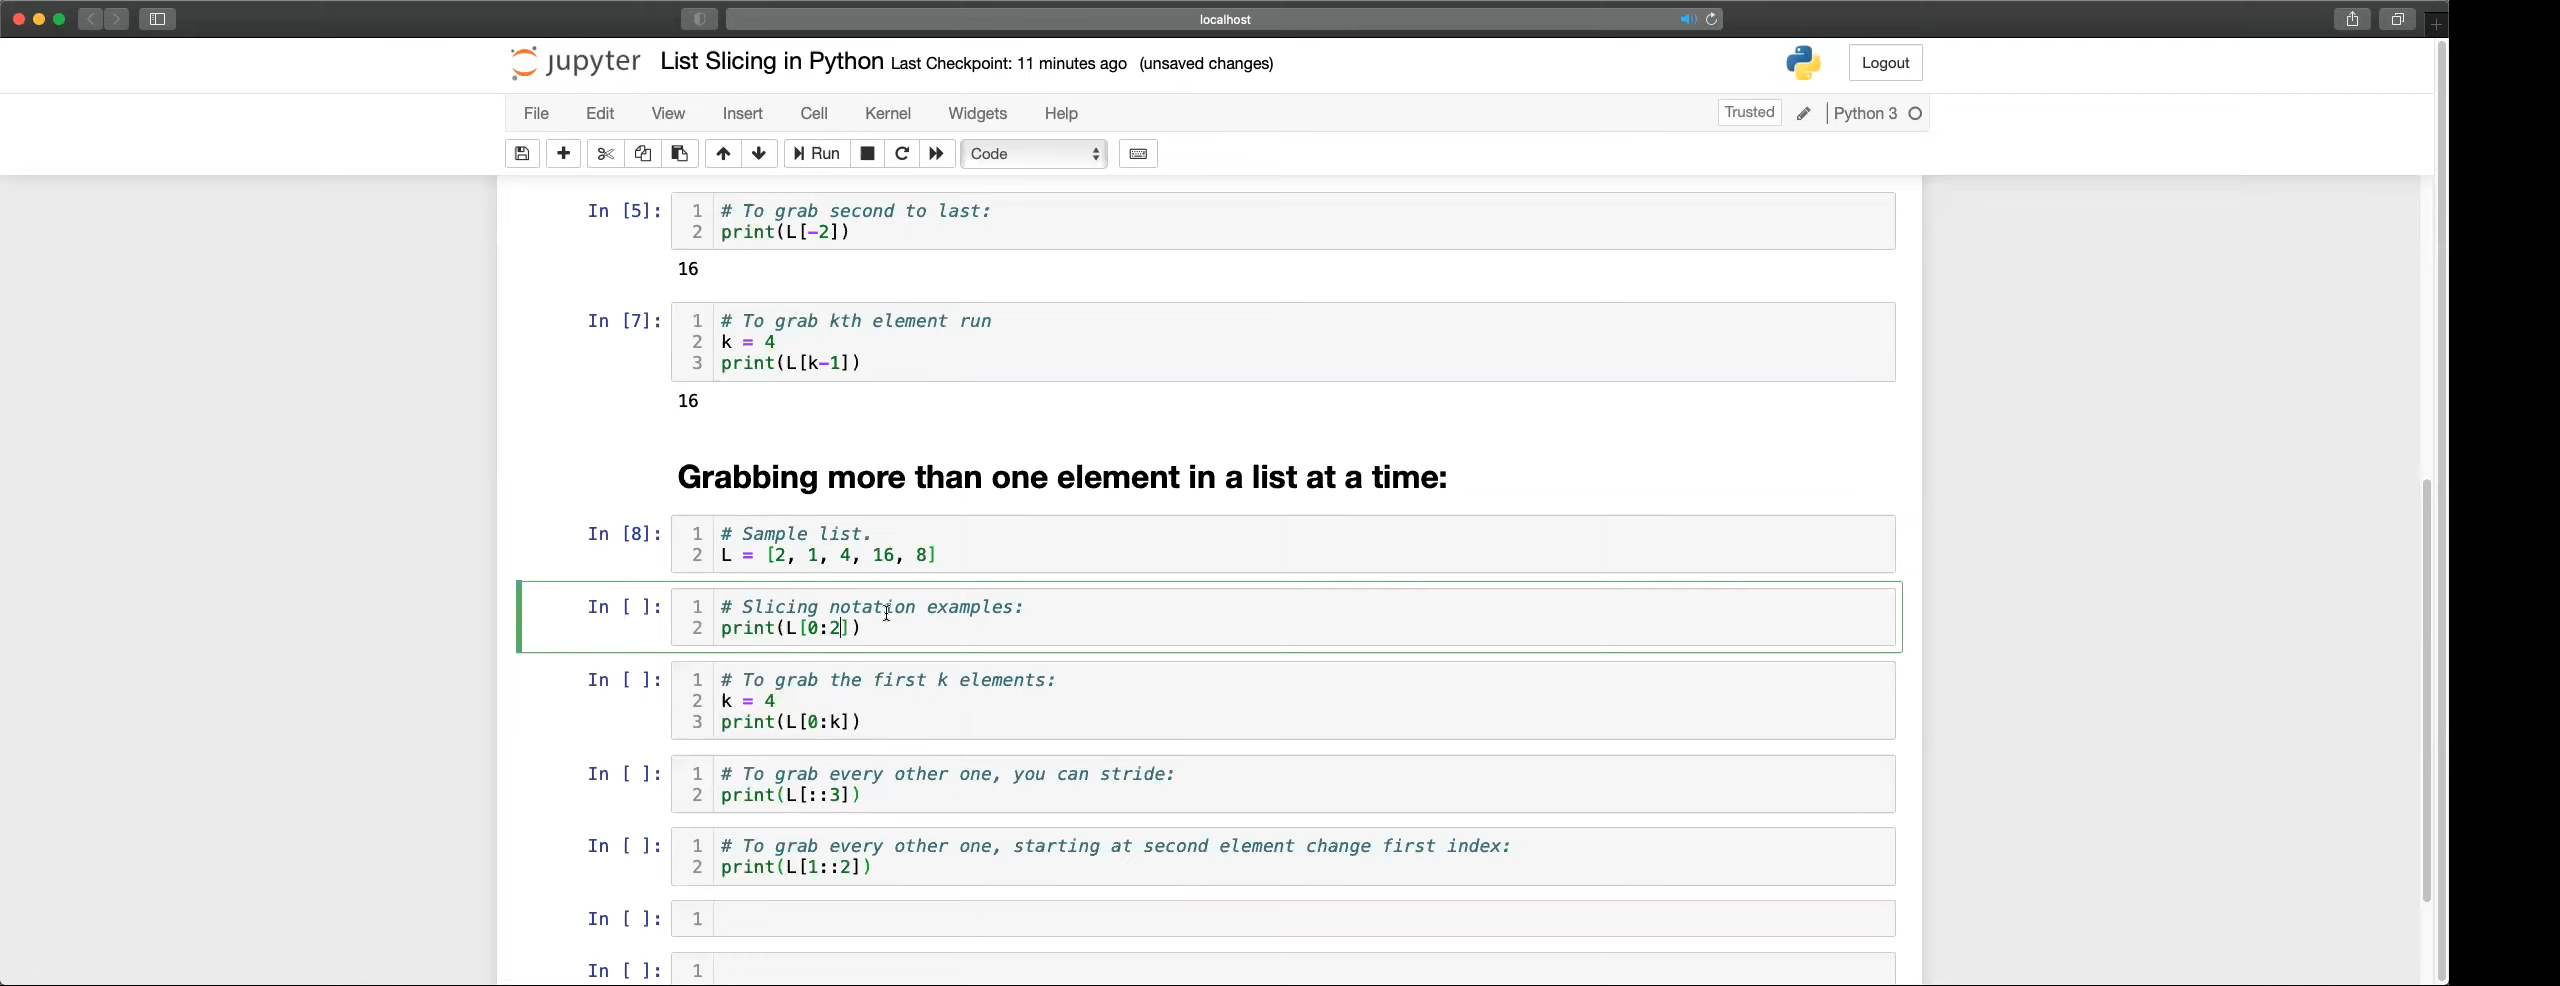 localhost
jupyter List Slicing in Python Last Checkpoint: 11 minutes ago (unsaved changes)
Logout
File Edit View Insert Cell Kernel Widgets Help
Trusted Python 3
Run Code
In [5]: 1 # To grab second to last:
2 print(L[-2])
16
In [7]: 1 # To grab kth element run
2 k = 4
3 print(L[k-1])
16
Grabbing more than one element in a list at a time:
In [8]: 1 # Sample list.
2 L = [2, 1, 4, 16, 8]
In [ ]: 1 # Slicing notation examples:
2 print(L[0:2])
In [ ]: 1 # To grab the first k elements:
2 k = 4
3 print(L[0:k])
In [ ]: 1 # To grab every other one, you can stride:
2 print(L[::3])
In [ ]: 1 # To grab every other one, starting at second element change first index:
2 print(L[1::2])
In [ ]: 1
In [ ]: 1